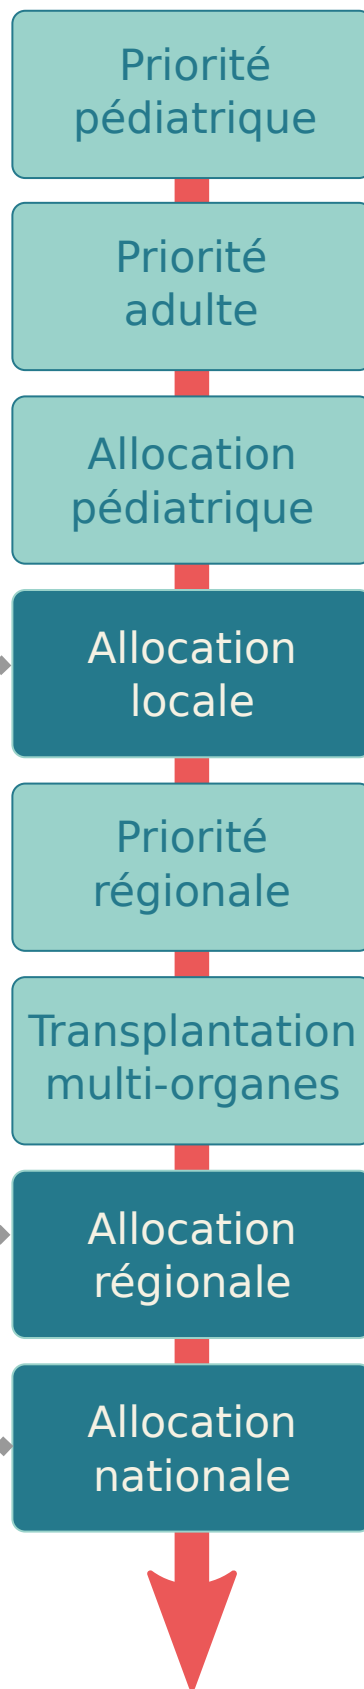 Priorité
pédiatrique
Priorité
adulte
Allocation
pédiatrique
Allocation
locale
Priorité
régionale
Transplantation
multi-organes
Allocation
régionale
Allocation
nationale